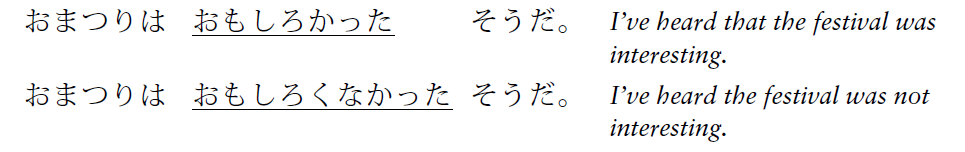 おまつりは おもしろかった そうだ。 I've heard that the festival was
interesting.
おまつりは おもしろくなかった そうだ。 I've heard the festival was not
interesting.